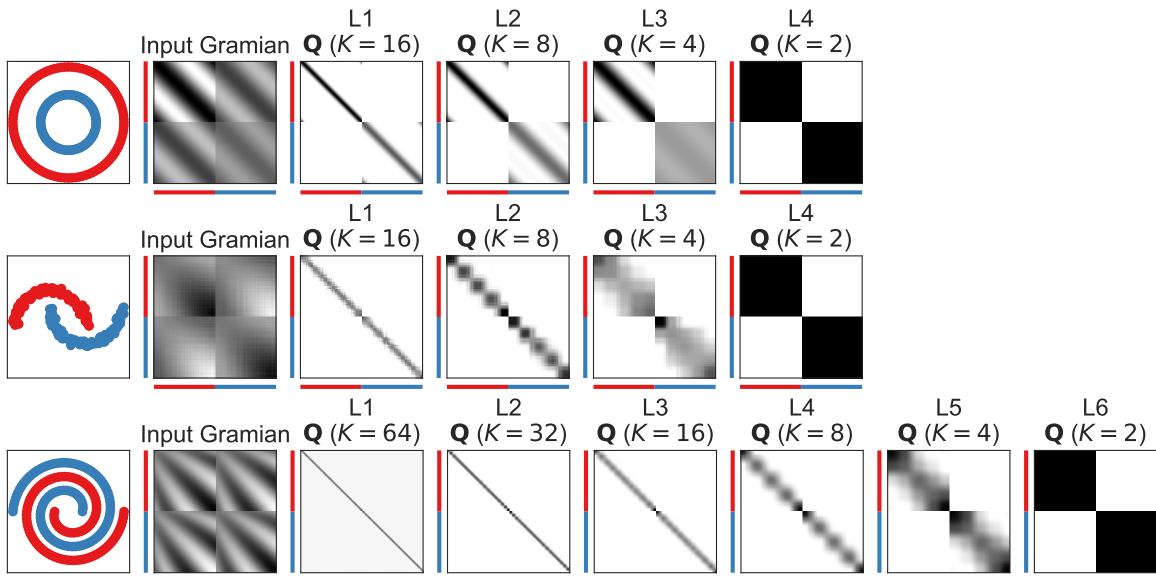 L1 L2 L3 L4
Input Gramian Q (K = 16) Q (K = 8) Q (K = 4) Q (K = 2)
L1 L2 L3 L4
Input Gramian Q (K = 16) Q (K = 8) Q (K = 4) Q (K = 2)
L1 L2 L3 L4 L5 L6
Input Gramian Q (K = 64) Q (K = 32) Q (K = 16) Q (K = 8) Q (K = 4) Q (K = 2)